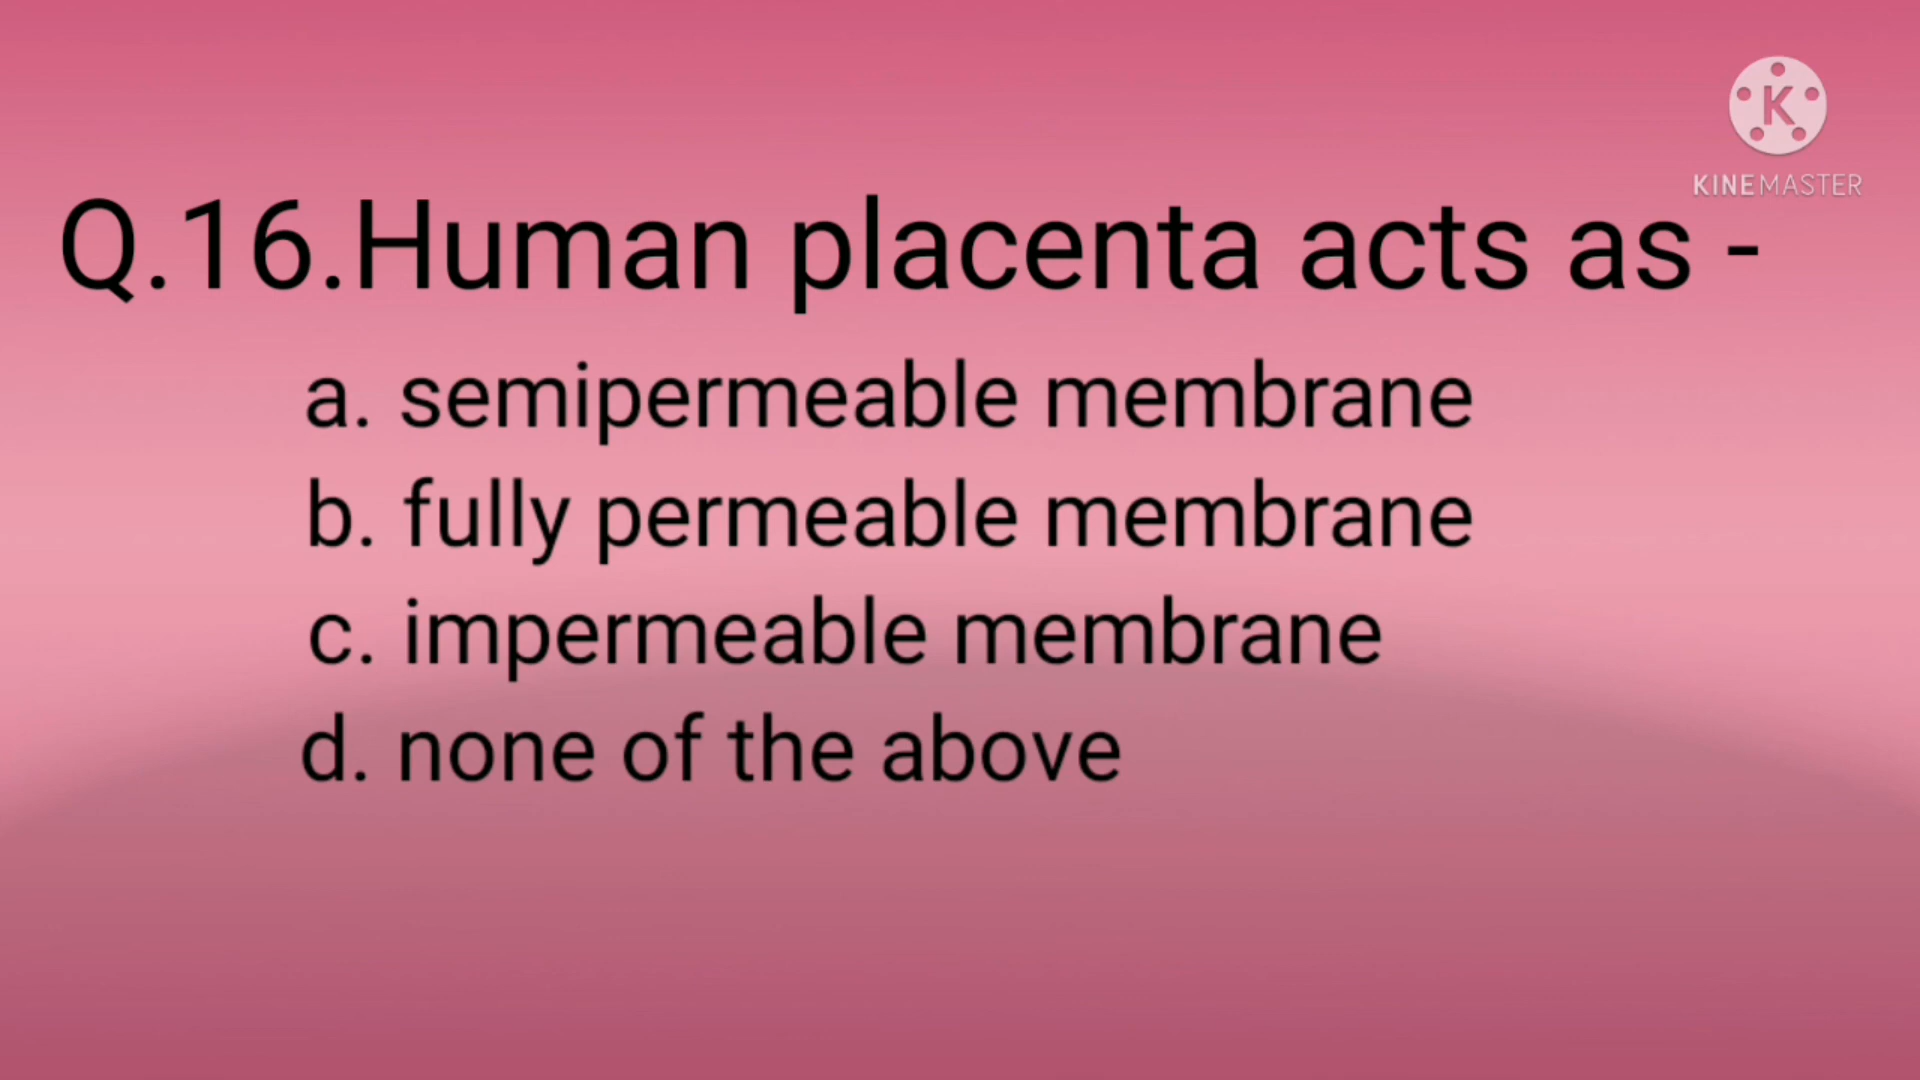 K
KINEMASTER
Q.16.Human placenta acts as -
a. semipermeable membrane
b. fully permeable membrane
c. impermeable membrane
d. none of the above